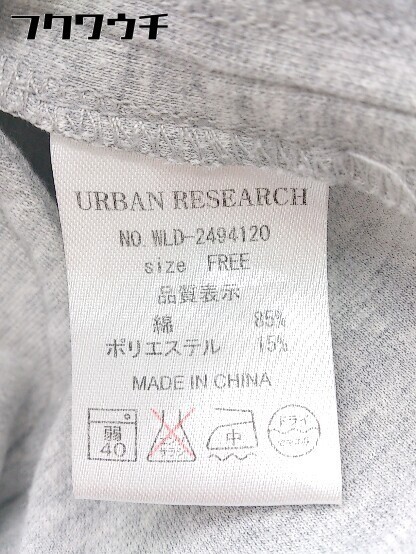 フクワウチ
URBAN RESEARCH
NO. WLD-2494120
size FREE
品質表示
綿 85%
ポリエステル 15%
MADE IN CHINA
弱
40
中
ドライ